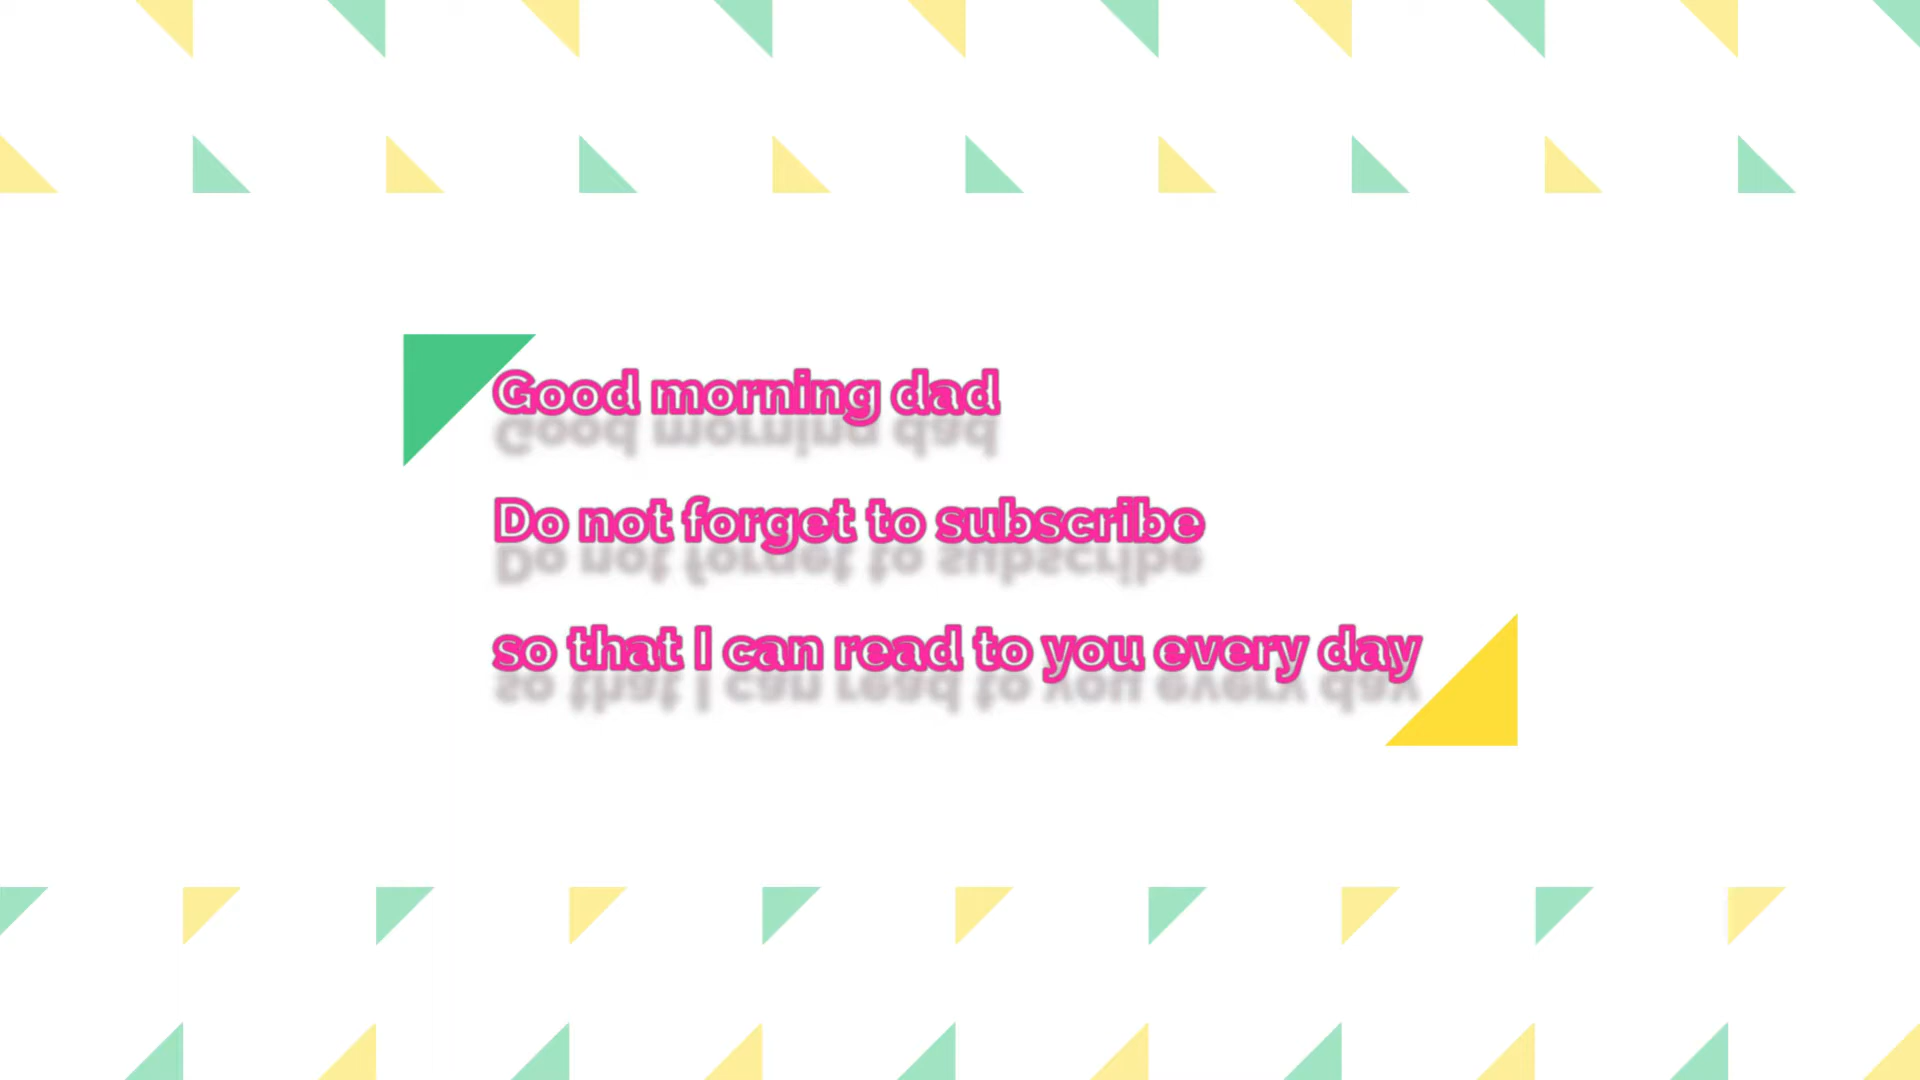 Good morning dad
Do not forget to subscribe
so that I can read to you every day